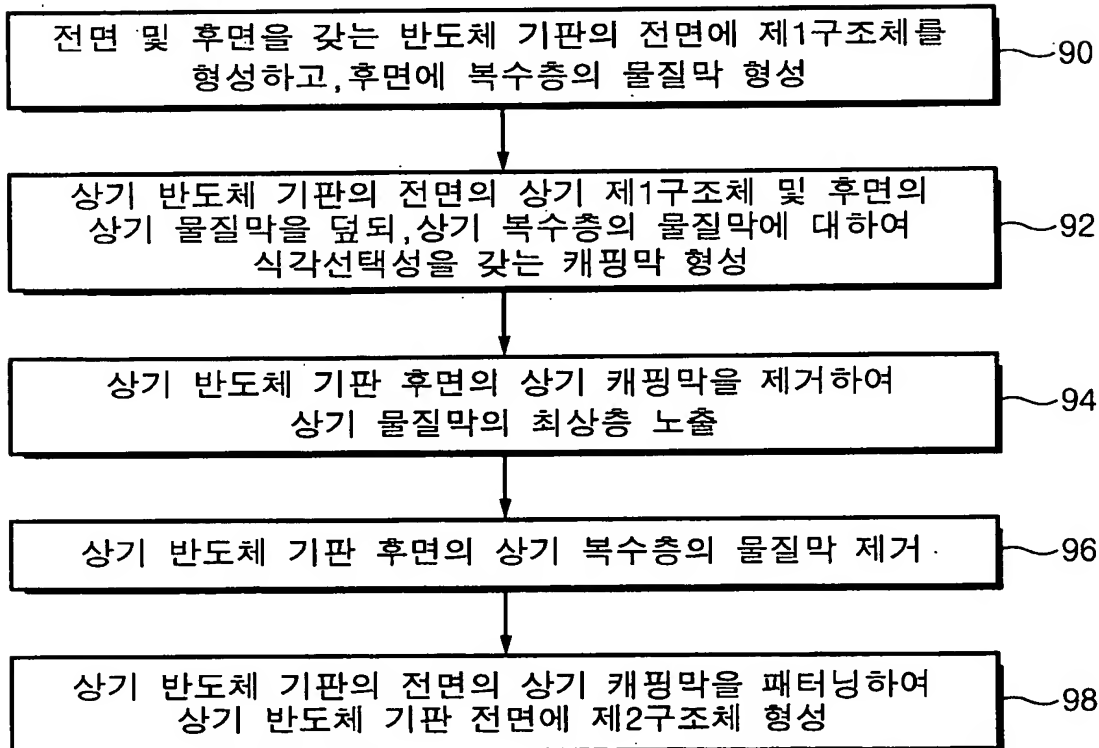 전면 및 후면을 갖는 반도체 기판의 전면에 제1구조체를
형성하고,후면에 복수층의 물질막 형성
90
상기 반도체 기판의 전면의 상기 제1구조체 및 후면의
상기 물질막을 덮되,상기 복수층의 물질막에 대하여
식각선택성을 갖는 캐핑막 형성
92
상기 반도체 기판 후면의 상기 캐핑막을 제거하여
상기 물질막의 최상층 노출
94
상기 반도체 기판 후면의 상기 복수층의 물질막 제거
96
상기 반도체 기판의 전면의 상기 캐핑막을 패터닝하여
상기 반도체 기판 전면에 제2구조체 형성
98